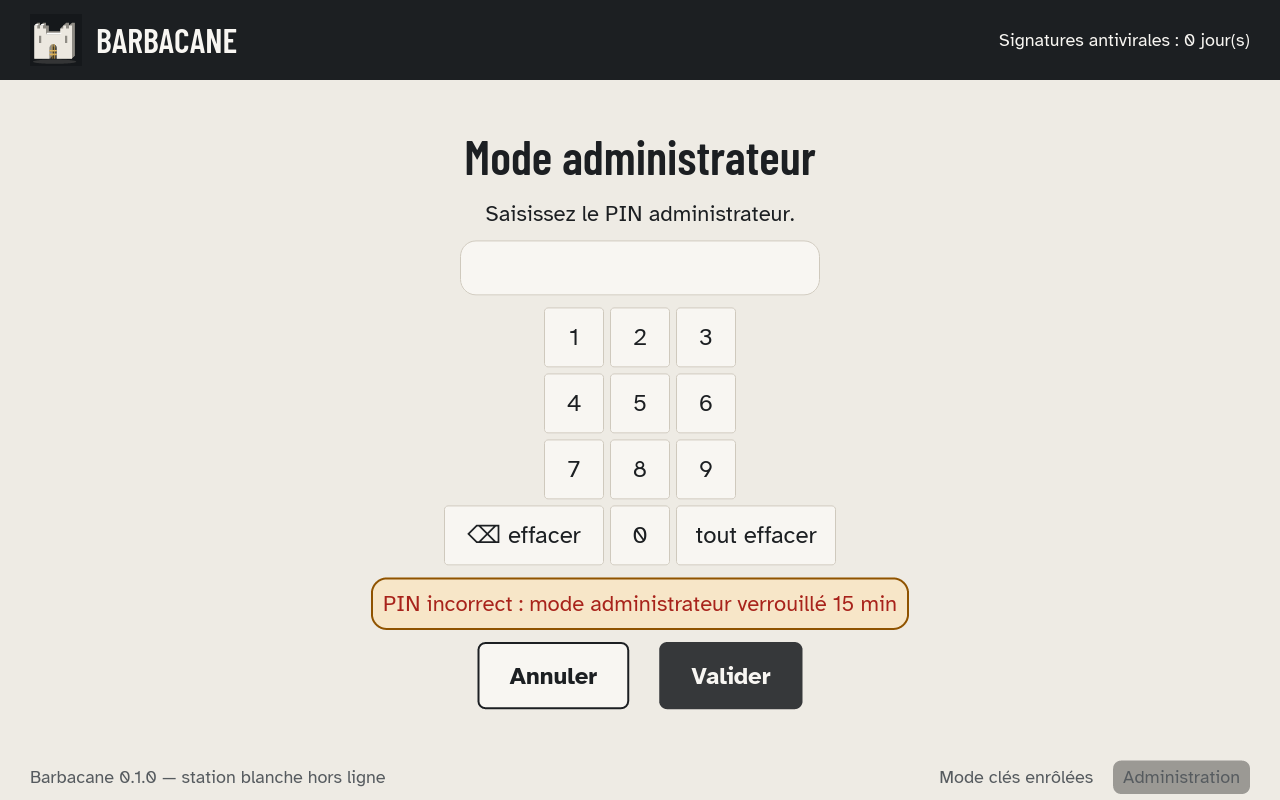 BARBACANE
Signatures antivirales : 0 jour(s)
Mode administrateur
Saisissez le PIN administrateur.
1 2 3
4 5 6
7 8 9
⌫ effacer 0 tout effacer
PIN incorrect : mode administrateur verrouillé 15 min
Annuler Valider
Barbacane 0.1.0 — station blanche hors ligne
Mode clés enrôlées Administration